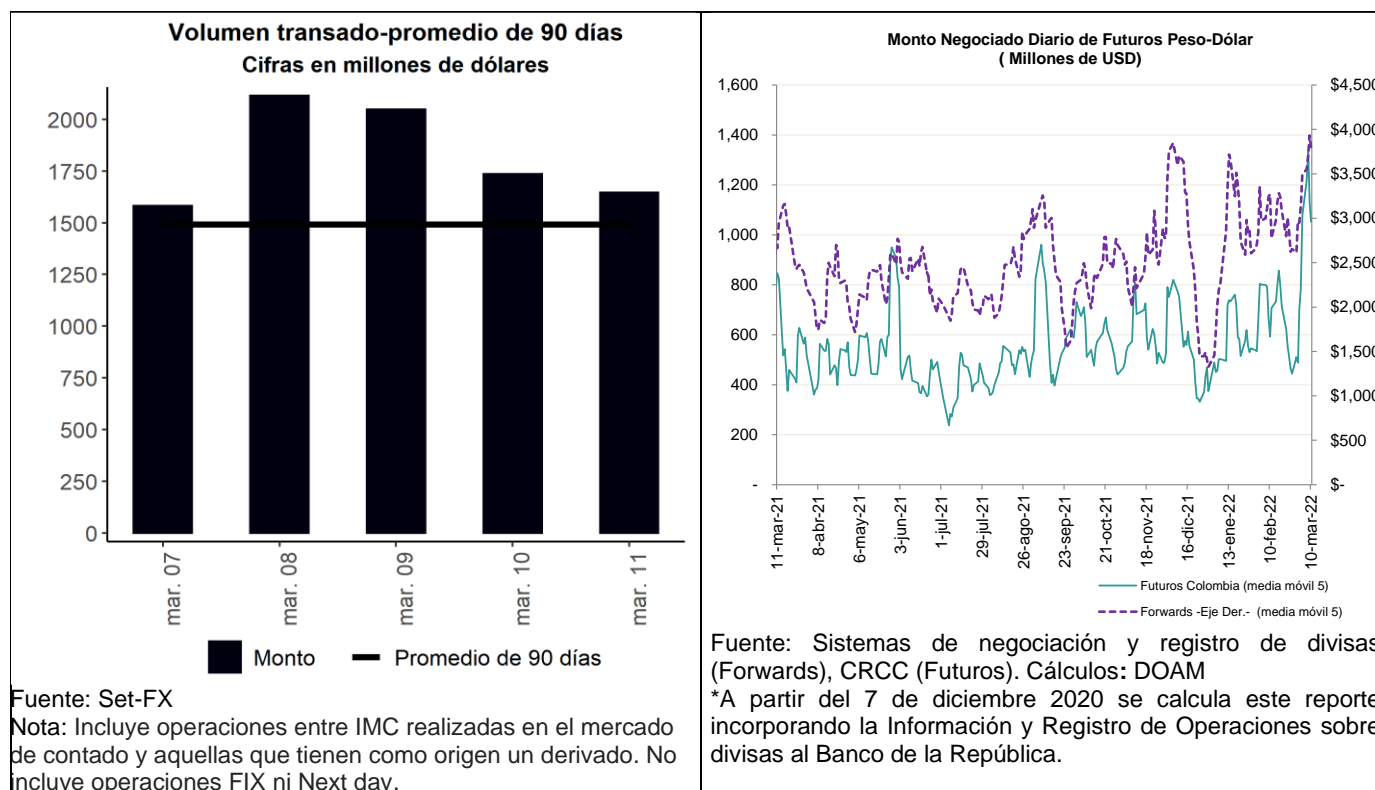 Volumen transado-promedio de 90 días
Cifras en millones de dólares
2000
1750
1500
1250
1000
750
500
250
0
mar. 07
mar. 08
mar. 09
mar. 10
mar. 11
Monto
Promedio de 90 días
Fuente: Set-FX
Nota: Incluye operaciones entre IMC realizadas en el mercado
de contado y aquellas que tienen como origen un derivado. No
incluye operaciones FIX ni Next day.
Monto Negociado Diario de Futuros Peso-Dólar
( Millones de USD)
1,600
1,400
1,200
1,000
800
600
400
200
-
$4,500
$4,000
$3,500
$3,000
$2,500
$2,000
$1,500
$1,000
$500
$-
11-mar-21
8-abr-21
6-may-21
3-jun-21
1-jul-21
29-jul-21
26-ago-21
23-sep-21
21-oct-21
18-nov-21
16-dic-21
13-ene-22
10-feb-22
10-mar-22
Futuros Colombia (media móvil 5)
Forwards -Eje Der.- (media móvil 5)
Fuente: Sistemas de negociación y registro de divisas
(Forwards), CRCC (Futuros). Cálculos: DOAM
*A partir del 7 de diciembre 2020 se calcula este reporte
incorporando la Información y Registro de Operaciones sobre
divisas al Banco de la República.